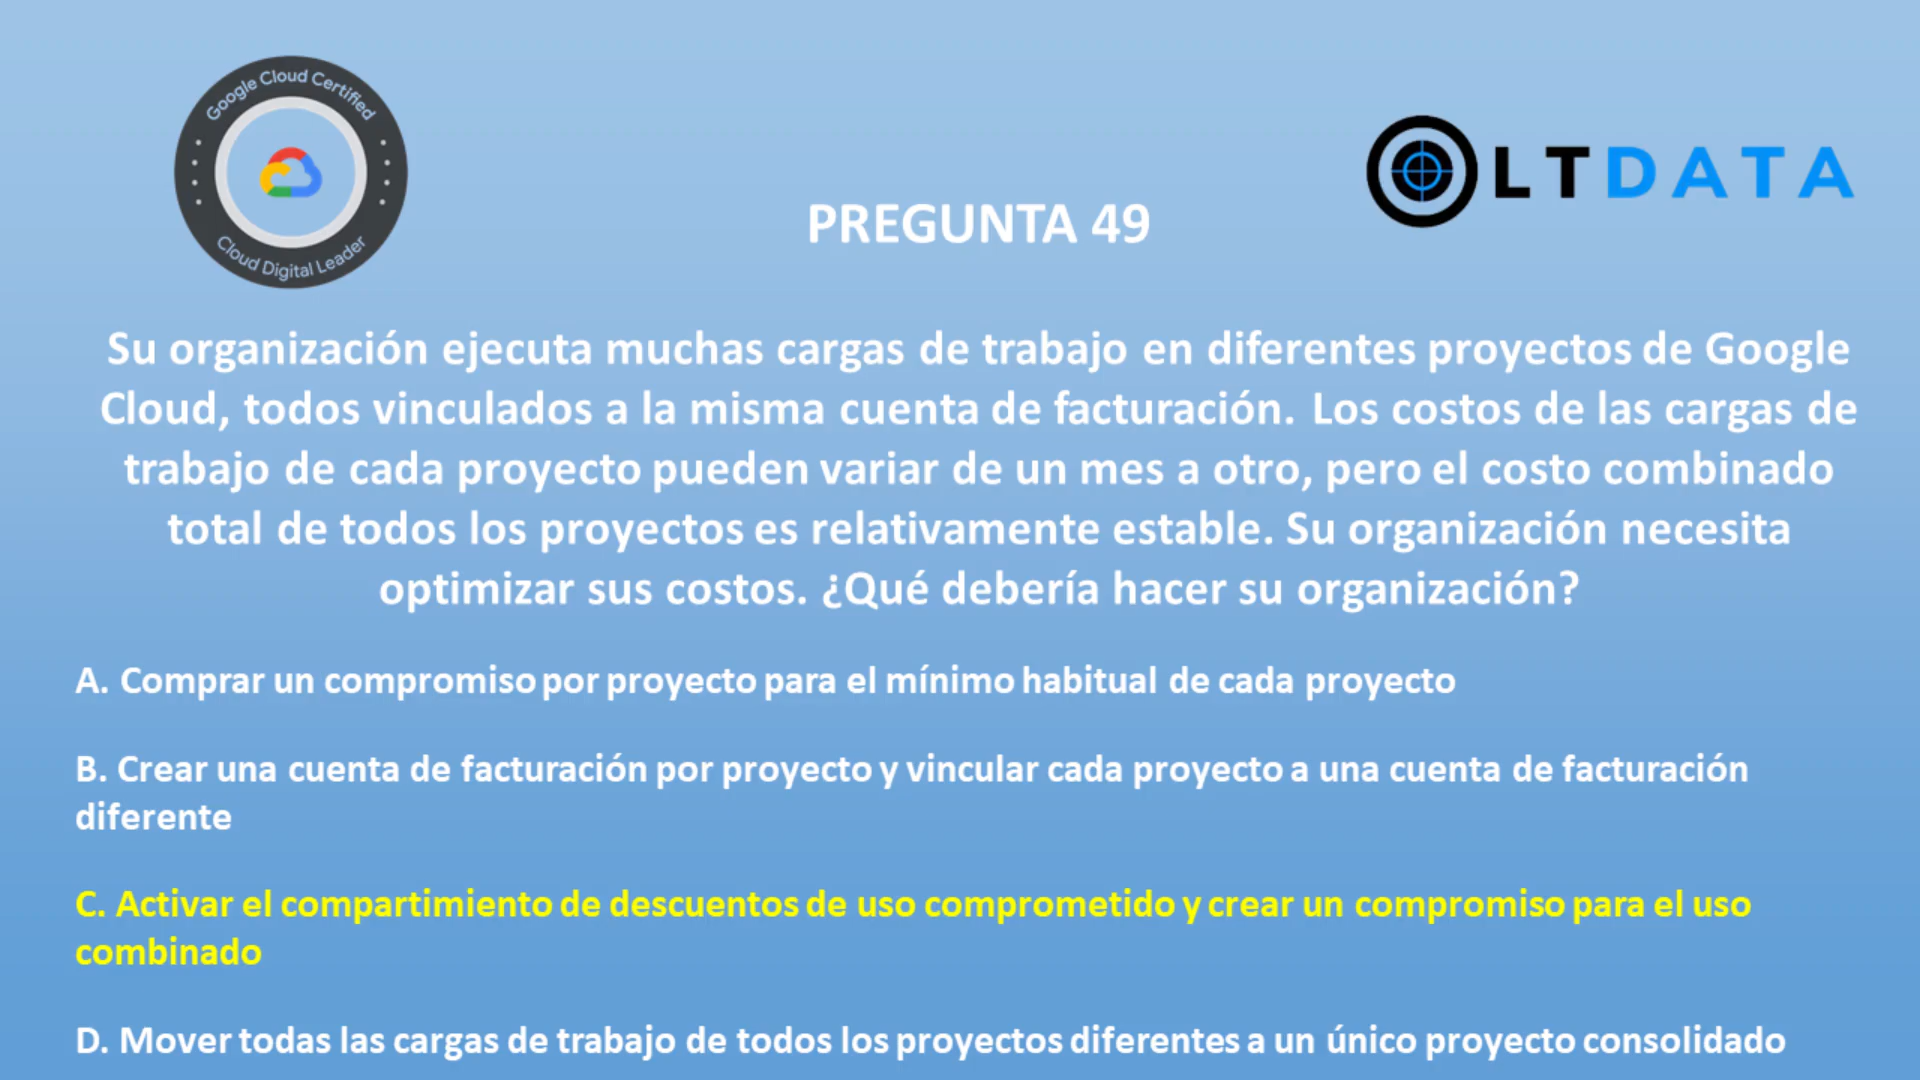 Google Cloud Certified
Cloud Digital Leader
LTDATA
PREGUNTA 49
Su organización ejecuta muchas cargas de trabajo en diferentes proyectos de Google
Cloud, todos vinculados a la misma cuenta de facturación. Los costos de las cargas de
trabajo de cada proyecto pueden variar de un mes a otro, pero el costo combinado
total de todos los proyectos es relativamente estable. Su organización necesita
optimizar sus costos. ¿Qué debería hacer su organización?
A. Comprar un compromiso por proyecto para el mínimo habitual de cada proyecto
B. Crear una cuenta de facturación por proyecto y vincular cada proyecto a una cuenta de facturación
diferente
C. Activar el compartimiento de descuentos de uso comprometido y crear un compromiso para el uso
combinado
D. Mover todas las cargas de trabajo de todos los proyectos diferentes a un único proyecto consolidado